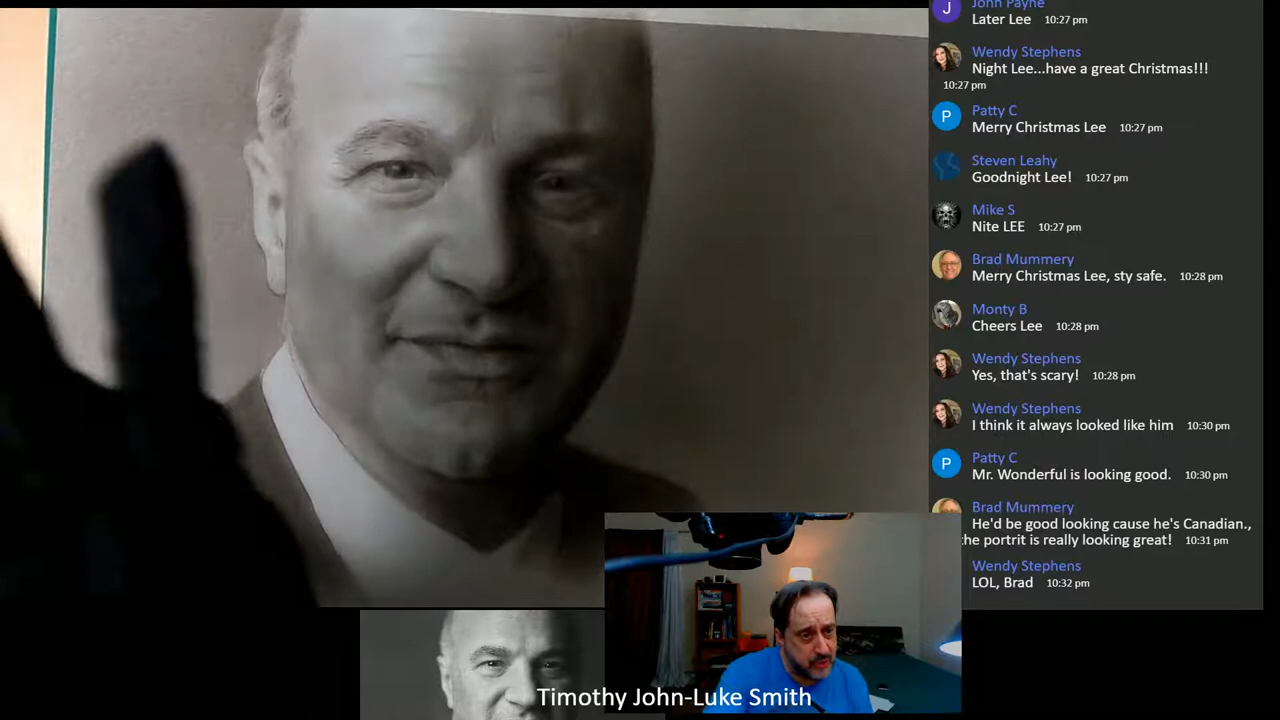 John Payne
Later Lee 10:27 pm
Wendy Stephens
Night Lee...have a great Christmas!!!
10:27 pm
P
Patty C
Merry Christmas Lee 10:27 pm
Steven Leahy
Goodnight Lee! 10:27 pm
Mike S
Nite LEE 10:27 pm
Brad Mummery
Merry Christmas Lee, sty safe. 10:28 pm
Monty B
Cheers Lee 10:28 pm
Wendy Stephens
Yes, that's scary! 10:28 pm
Wendy Stephens
I think it always looked like him 10:30 pm
P
Patty C
Mr. Wonderful is looking good. 10:30 pm
Brad Mummery
He'd be good looking cause he's Canadian.,
the portrit is really looking great! 10:31 pm
Wendy Stephens
LOL, Brad 10:32 pm
J
Timothy John-Luke Smith